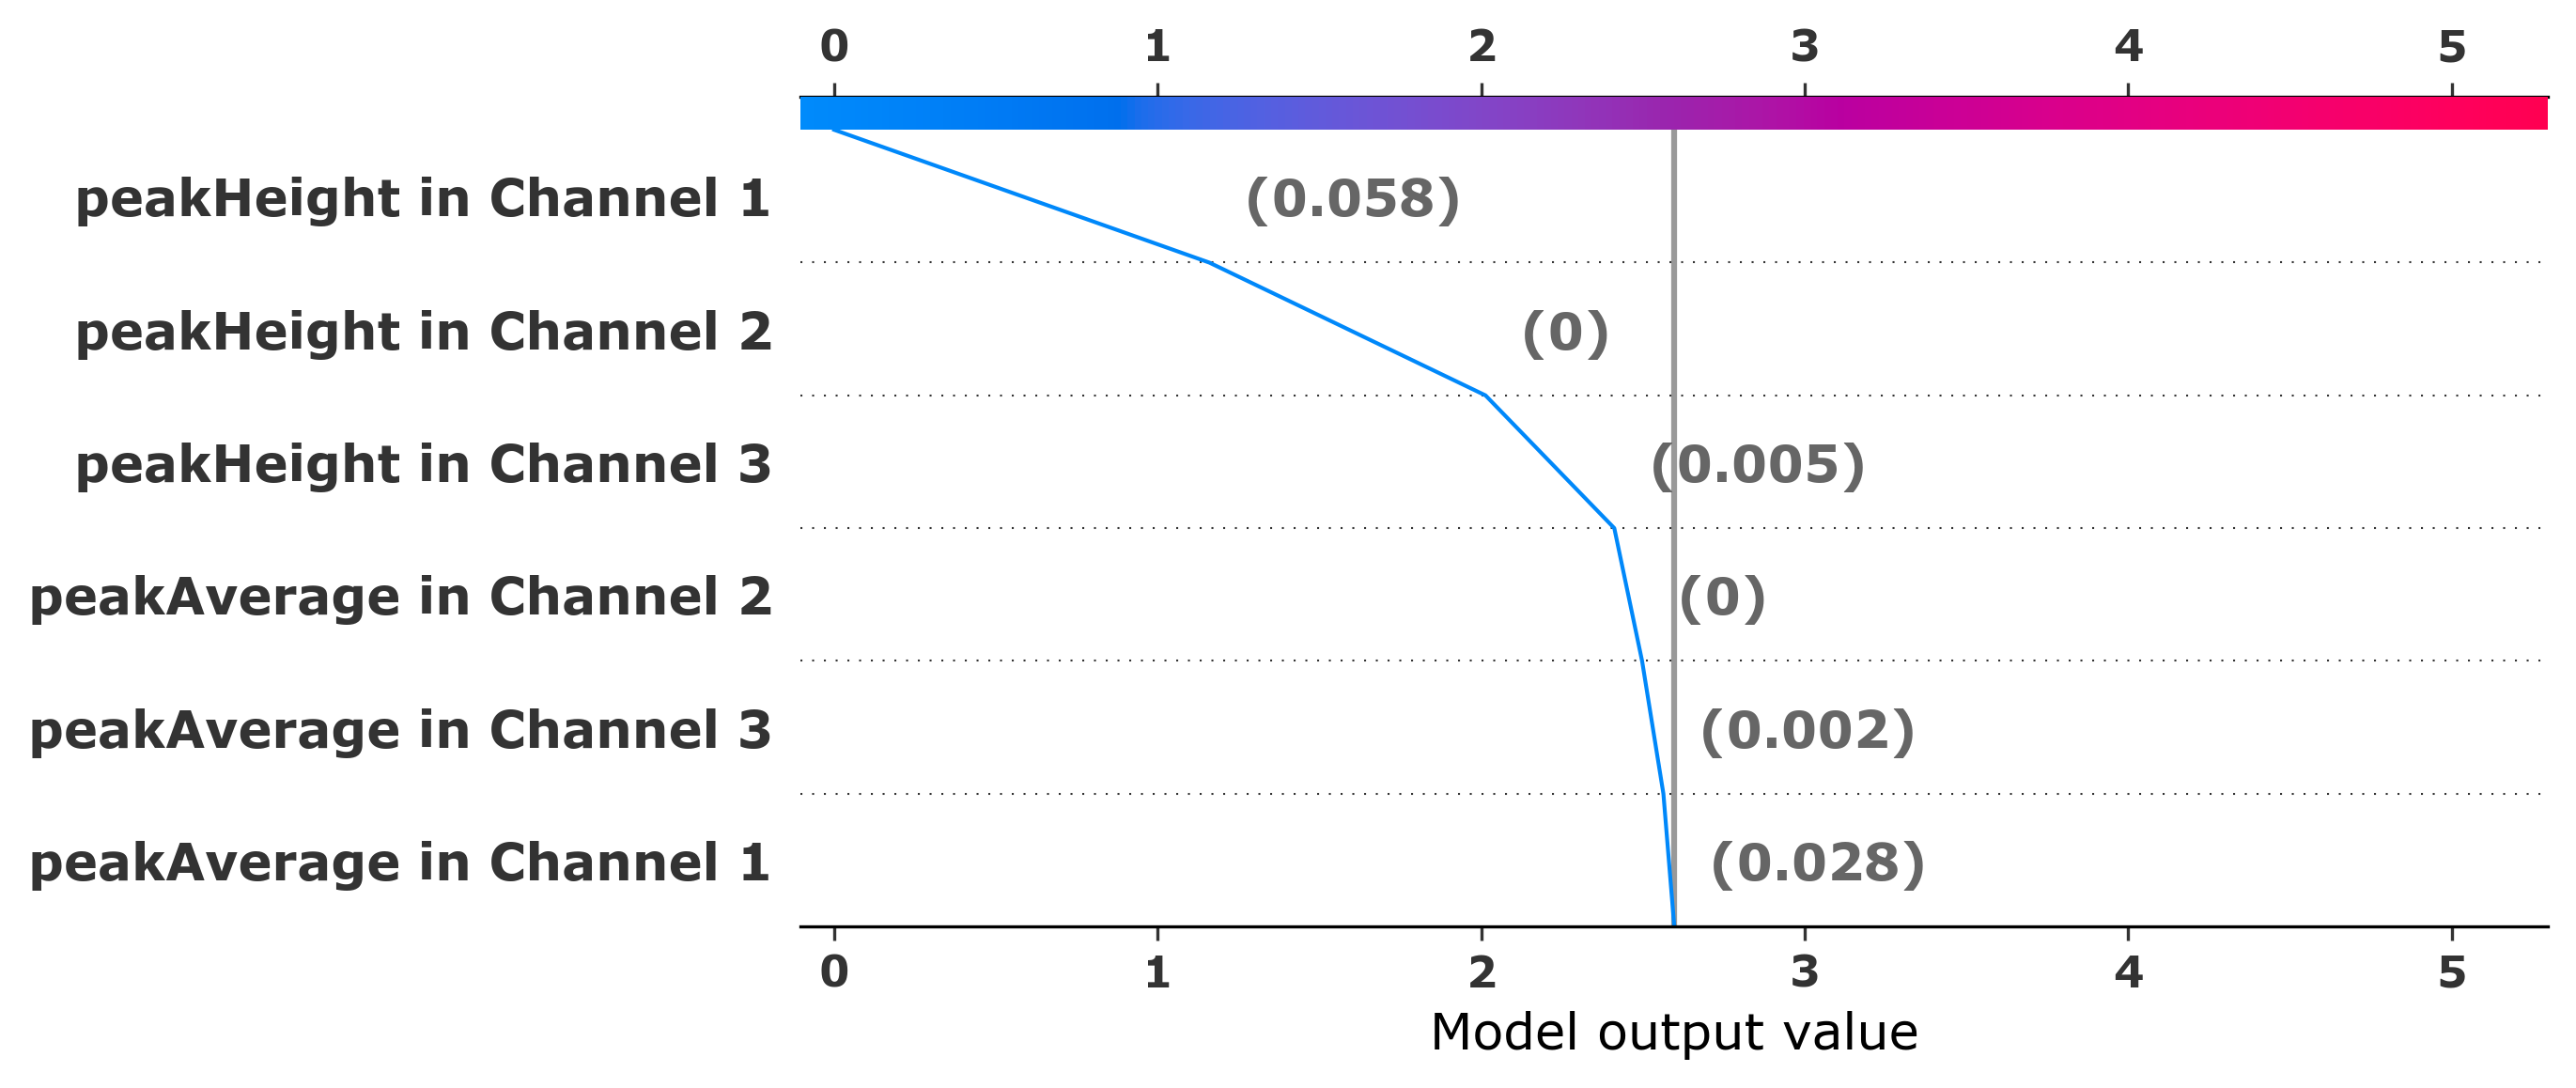 0 1 2 3 4 5
peakHeight in Channel 1 (0.058)
peakHeight in Channel 2 (0)
peakHeight in Channel 3 (0.005)
peakAverage in Channel 2 (0)
peakAverage in Channel 3 (0.002)
peakAverage in Channel 1 (0.028)
0 1 2 3 4 5
Model output value